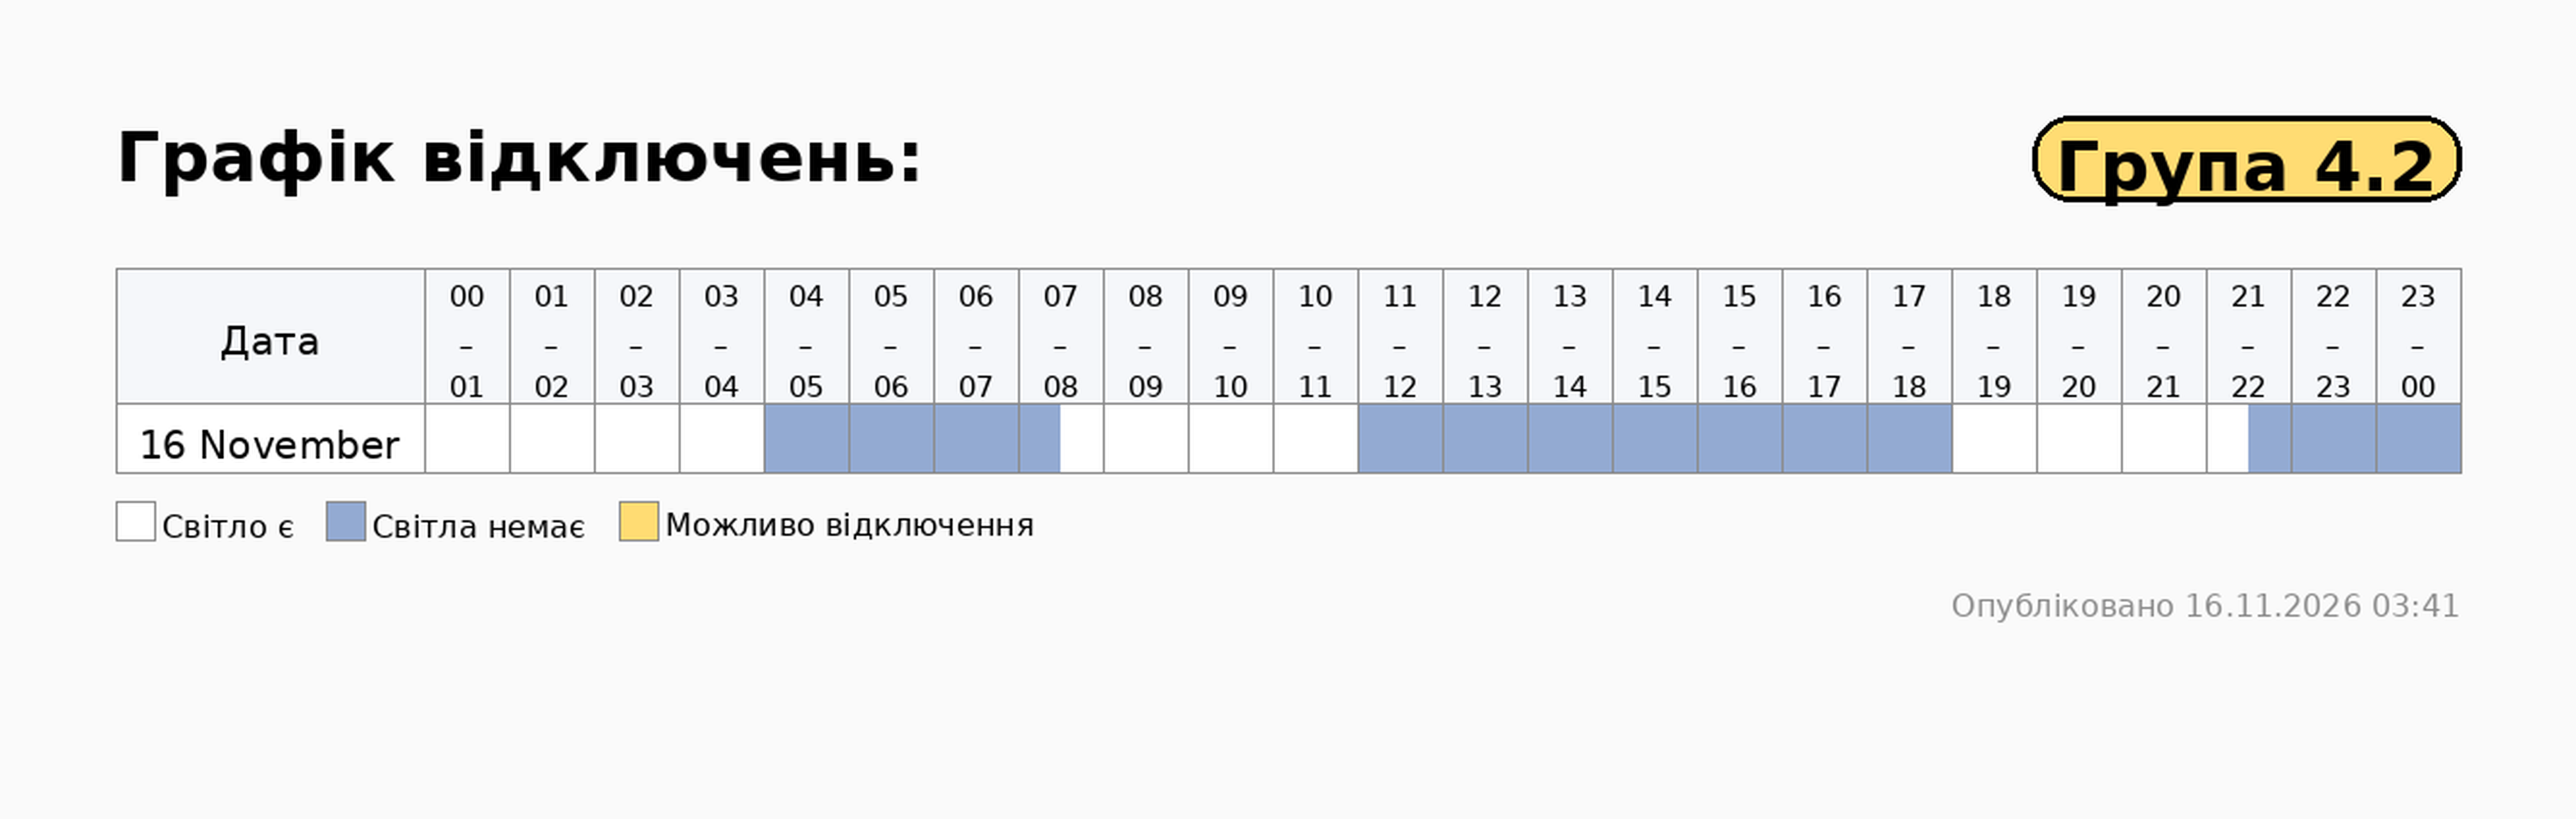 Графік відключень:
Група 4.2
Дата
00 – 01
01 – 02
02 – 03
03 – 04
04 – 05
05 – 06
06 – 07
07 – 08
08 – 09
09 – 10
10 – 11
11 – 12
12 – 13
13 – 14
14 – 15
15 – 16
16 – 17
17 – 18
18 – 19
19 – 20
20 – 21
21 – 22
22 – 23
23 – 00
16 November
Світло є
Світла немає
Можливо відключення
Опубліковано 16.11.2026 03:41